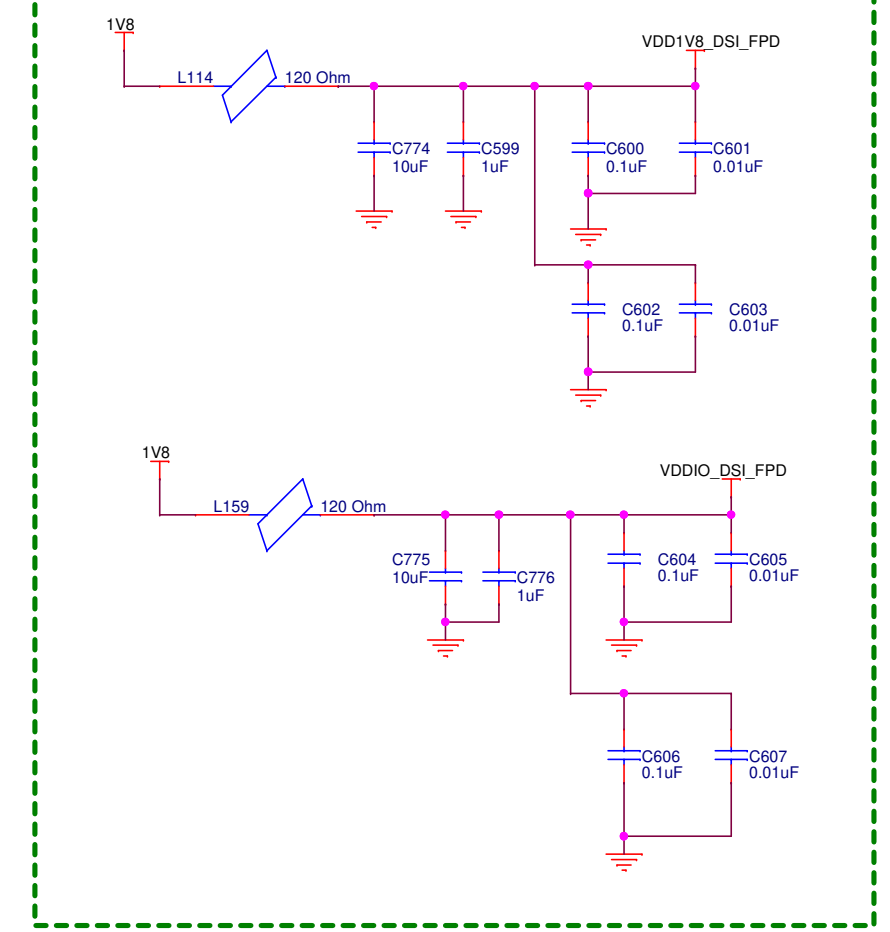 1V8
VDD1V8_DSI_FPD
L114
120 Ohm
C774
10uF
C599
1uF
C600
0.1uF
C601
0.01uF
C602
0.1uF
C603
0.01uF
1V8
VDDIO_DSI_FPD
L159
120 Ohm
C775
10uF
C776
1uF
C604
0.1uF
C605
0.01uF
C606
0.1uF
C607
0.01uF